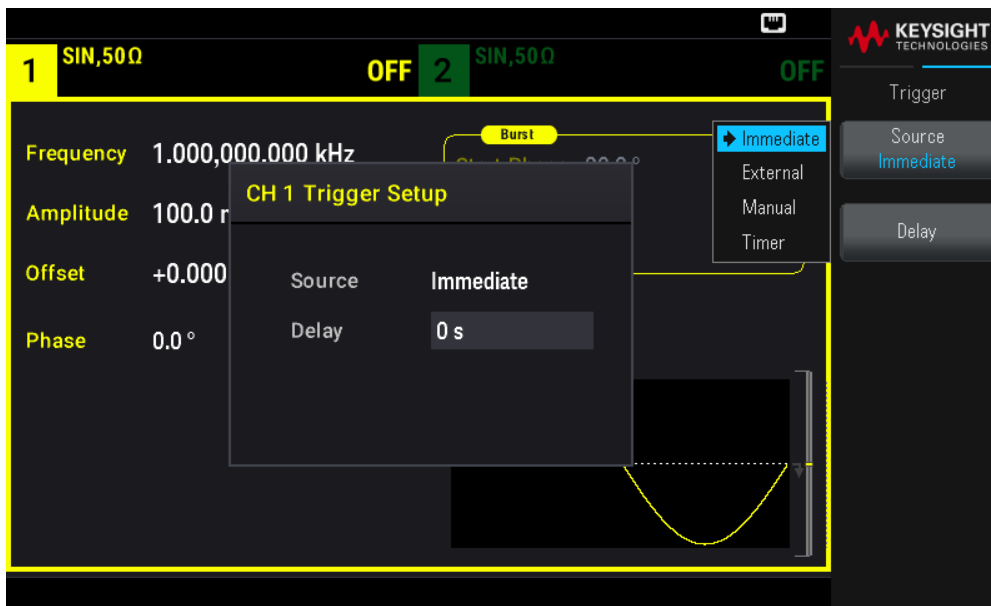 KEYSIGHT
TECHNOLOGIES
1 SIN,50Ω OFF
2 SIN,50Ω OFF
Trigger
Burst
Frequency 1.000,000.000 kHz
Immediate
External
Manual
Timer
Source
Immediate
Delay
CH 1 Trigger Setup
Amplitude 100.0
Offset +0.000
Source Immediate
Delay 0 s
Phase 0.0 °